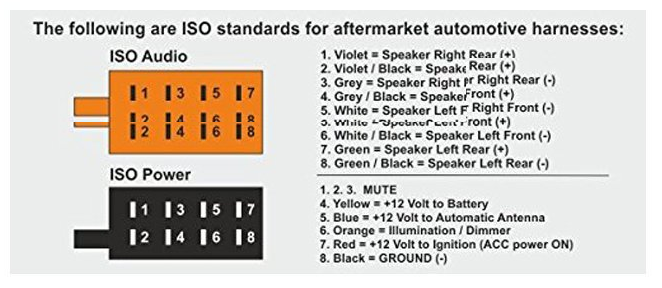 The following are ISO standards for aftermarket automotive harnesses:
ISO Audio
1 3 5 7
2 4 6 8
2 4 6 8
1. Violet = Speaker Right Rear (+)
2. Violet / Black = Speake Rear (+)
3. Grey = Speaker Right Right Rear (-)
4. Grey / Black = Speaker Front (+)
5. White = Speaker Left F Right Front (-)
5. White = Speaker Left Front (+)
6. White / Black = Speaker Left Front (-)
7. Green = Speaker Left Rear (+)
8. Green / Black = Speaker Left Rear (-)
ISO Power
1 3 5 7
2 4 6 8
1. 2. 3. MUTE
4. Yellow = +12 Volt to Battery
5. Blue = +12 Volt to Automatic Antenna
6. Orange = Illumination / Dimmer
7. Red = +12 Volt to Ignition (ACC power ON)
8. Black = GROUND (-)